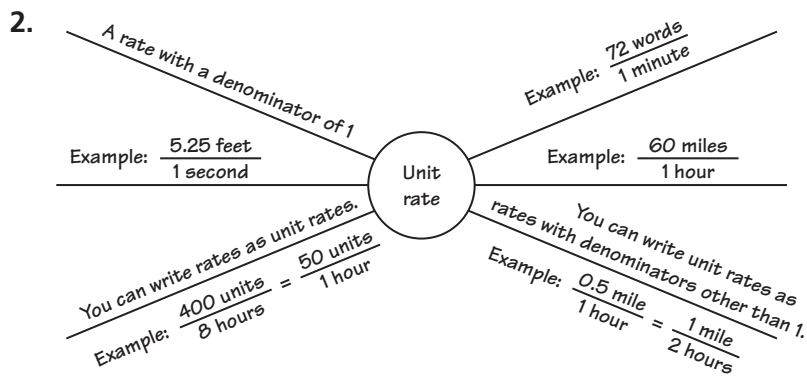 2.
A rate with a denominator of 1
Example: 72 words / 1 minute
Example: 5.25 feet / 1 second
Unit
rate
Example: 60 miles / 1 hour
You can write rates as unit rates.
Example: 400 units / 8 hours = 50 units / 1 hour
You can write unit rates as
rates with denominators other than 1.
Example: 0.5 mile / 1 hour = 1 mile / 2 hours